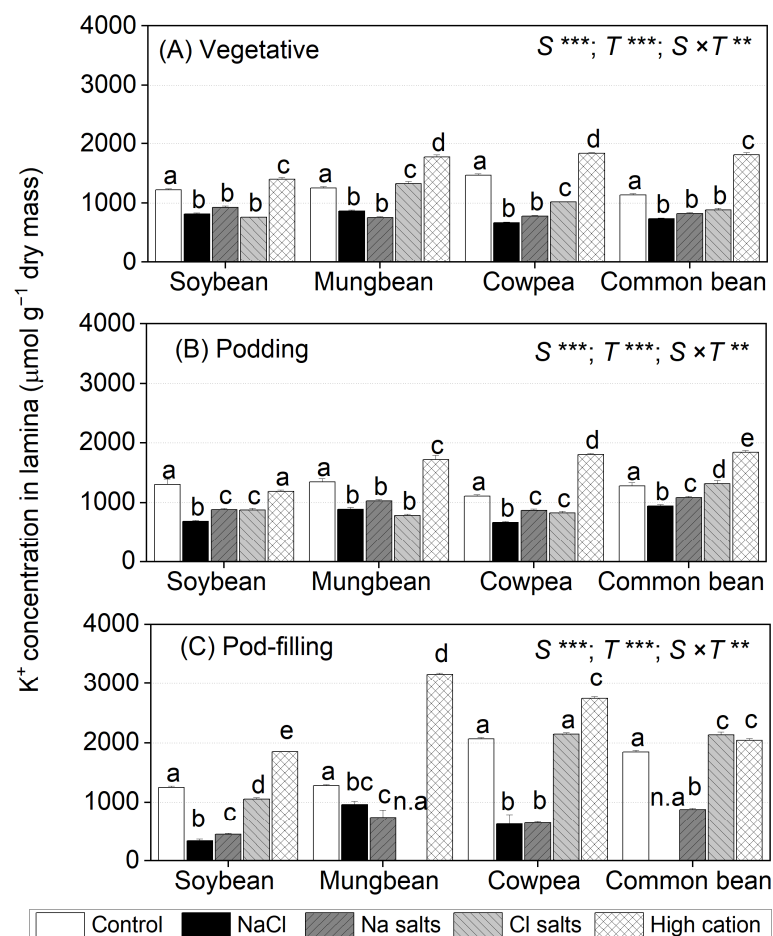 K⁺ concentration in lamina (μmol g⁻¹ dry mass)
4000
3000
2000
1000
0
(A) Vegetative
S ***; T ***; S ×T **
a b b b c
a b b c d
a b b c d
a b b b c
Soybean Mungbean Cowpea Common bean
4000
3000
2000
1000
0
(B) Podding
S ***; T ***; S ×T **
a b c c a
a b b b c
a b c c d
a b c d e
Soybean Mungbean Cowpea Common bean
4000
3000
2000
1000
0
(C) Pod-filling
S ***; T ***; S ×T **
a b c d e
a bc c n.a d
a b b a c
a n.a b c c
Soybean Mungbean Cowpea Common bean
Control NaCl Na salts Cl salts High cation